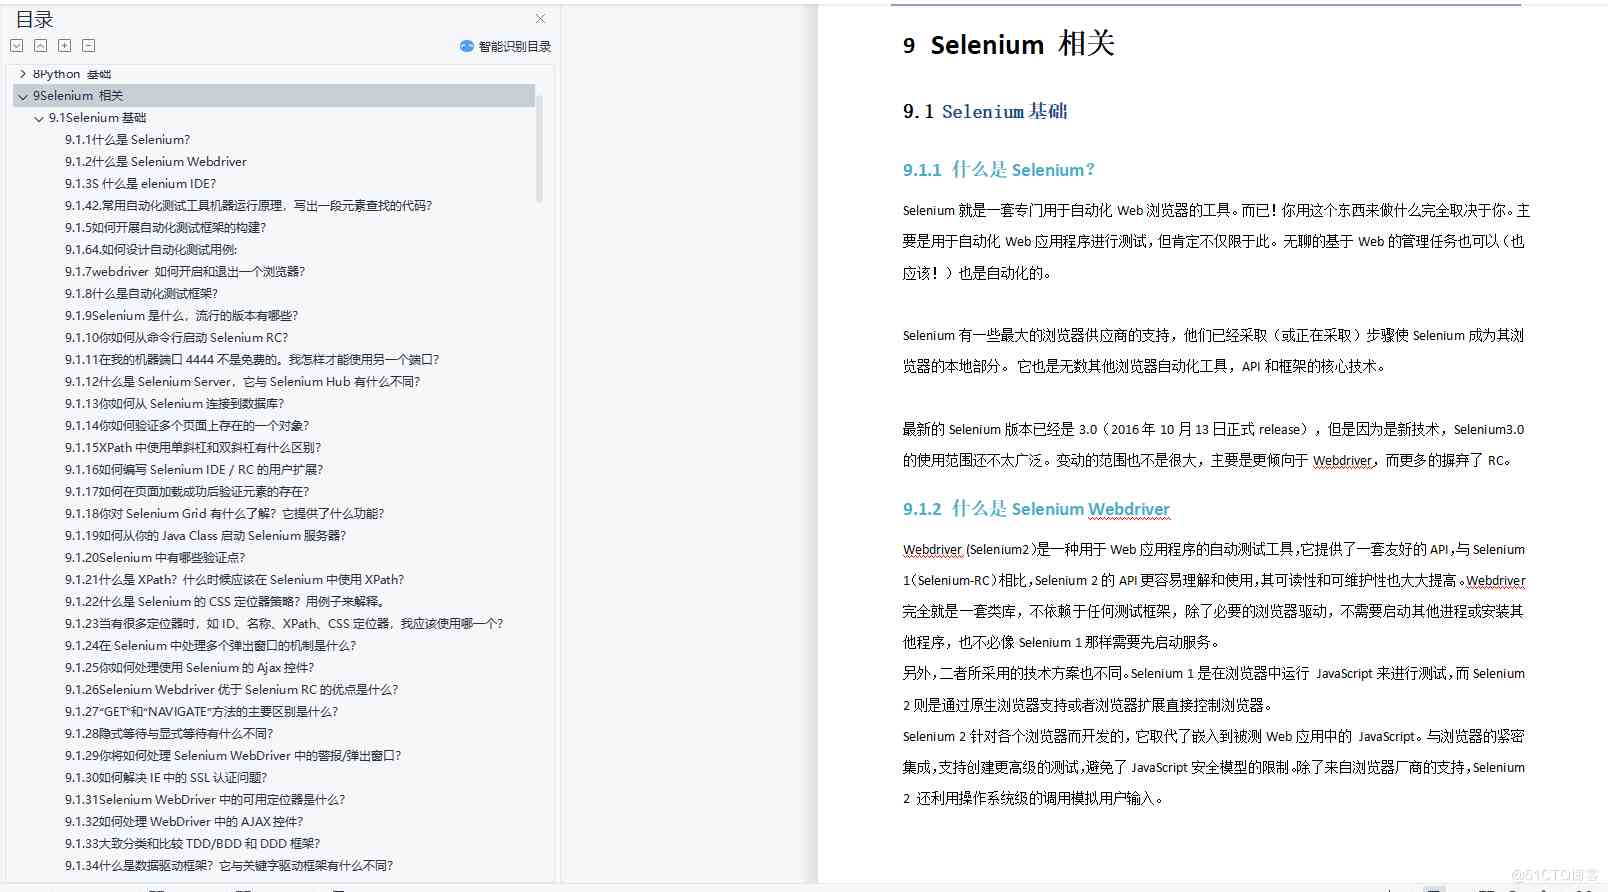 目录
智能识别目录
8Python 基础
9Selenium 相关
9.1Selenium 基础
9.1.1什么是 Selenium?
9.1.2什么是 Selenium Webdriver
9.1.3S 什么是 elenium IDE?
9.1.42.常用自动化测试工具机器运行原理，写出一段元素查找的代码?
9.1.5如何开展自动化测试框架的构建?
9.1.64.如何设计自动化测试用例:
9.1.7webdriver 如何开启和退出一个浏览器?
9.1.8什么是自动化测试框架?
9.1.9Selenium 是什么，流行的版本有哪些?
9.1.10你如何从命令行启动 Selenium RC?
9.1.11在我的机器端口 4444 不是免费的。我怎样才能使用另一个端口?
9.1.12什么是 Selenium Server，它与 Selenium Hub 有什么不同?
9.1.13你如何从 Selenium 连接到数据库?
9.1.14你如何验证多个页面上存在的一个对象?
9.1.15XPath 中使用单斜杠和双斜杠有什么区别?
9.1.16如何编写 Selenium IDE / RC 的用户扩展?
9.1.17如何在页面加载成功后验证元素的存在?
9.1.18你对 Selenium Grid 有什么了解? 它提供了什么功能?
9.1.19如何从你的 Java Class 启动 Selenium 服务器?
9.1.20Selenium 中有哪些验证点?
9.1.21什么是 XPath? 什么时候应该在 Selenium 中使用 XPath?
9.1.22什么是 Selenium 的 CSS 定位器策略? 用例子来解释。
9.1.23当有很多定位器时，如 ID、名称、XPath、CSS 定位器，我应该使用哪一个?
9.1.24在 Selenium 中处理多个弹出窗口的机制是什么?
9.1.25你如何处理使用 Selenium 的 Ajax 控件?
9.1.26Selenium Webdriver 优于 Selenium RC 的优点是什么?
9.1.27“GET”和“NAVIGATE”方法的主要区别是什么?
9.1.28隐式等待与显式等待有什么不同?
9.1.29你将如何处理 Selenium WebDriver 中的警报/弹出窗口?
9.1.30如何解决 IE 中的 SSL 认证问题?
9.1.31Selenium WebDriver 中的可用定位器是什么?
9.1.32如何处理 WebDriver 中的 AJAX 控件?
9.1.33大致分类和比较 TDD/BDD 和 DDD 框架?
9.1.34什么是数据驱动框架? 它与关键字驱动框架有什么不同?
9 Selenium 相关
9.1 Selenium 基础
9.1.1 什么是 Selenium?
Selenium 就是一套专门用于自动化 Web 浏览器的工具。而已！你用这个东西来做什么完全取决于你。主
要是用于自动化 Web 应用程序进行测试，但肯定不仅限于此。无聊的基于 Web 的管理任务也可以（也
应该！）也是自动化的。
Selenium 有一些最大的浏览器供应商的支持，他们已经采取（或正在采取）步骤使 Selenium 成为其浏
览器的本地部分。 它也是无数其他浏览器自动化工具，API 和框架的核心技术。
最新的 Selenium 版本已经是 3.0（2016 年 10 月 13 日正式 release），但是因为是新技术，Selenium3.0
的使用范围还不太广泛。变动的范围也不是很大，主要是更倾向于 Webdriver，而更多的摒弃了 RC。
9.1.2 什么是 Selenium Webdriver
Webdriver (Selenium2 )是一种用于 Web 应用程序的自动测试工具,它提供了一套友好的 API,与 Selenium
1（Selenium-RC）相比,Selenium 2 的 API 更容易理解和使用,其可读性和可维护性也大大提高。Webdriver
完全就是一套类库，不依赖于任何测试框架，除了必要的浏览器驱动，不需要启动其他进程或安装其
他程序，也不必像 Selenium 1 那样需要先启动服务。
另外,二者所采用的技术方案也不同。Selenium 1 是在浏览器中运行 JavaScript 来进行测试,而 Selenium
2 则是通过原生浏览器支持或者浏览器扩展直接控制浏览器。
Selenium 2 针对各个浏览器而开发的，它取代了嵌入到被测 Web 应用中的 JavaScript。与浏览器的紧密
集成,支持创建更高级的测试,避免了 JavaScript 安全模型的限制。除了来自浏览器厂商的支持,Selenium
2 还利用操作系统级的调用模拟用户输入。
@51CTO博客